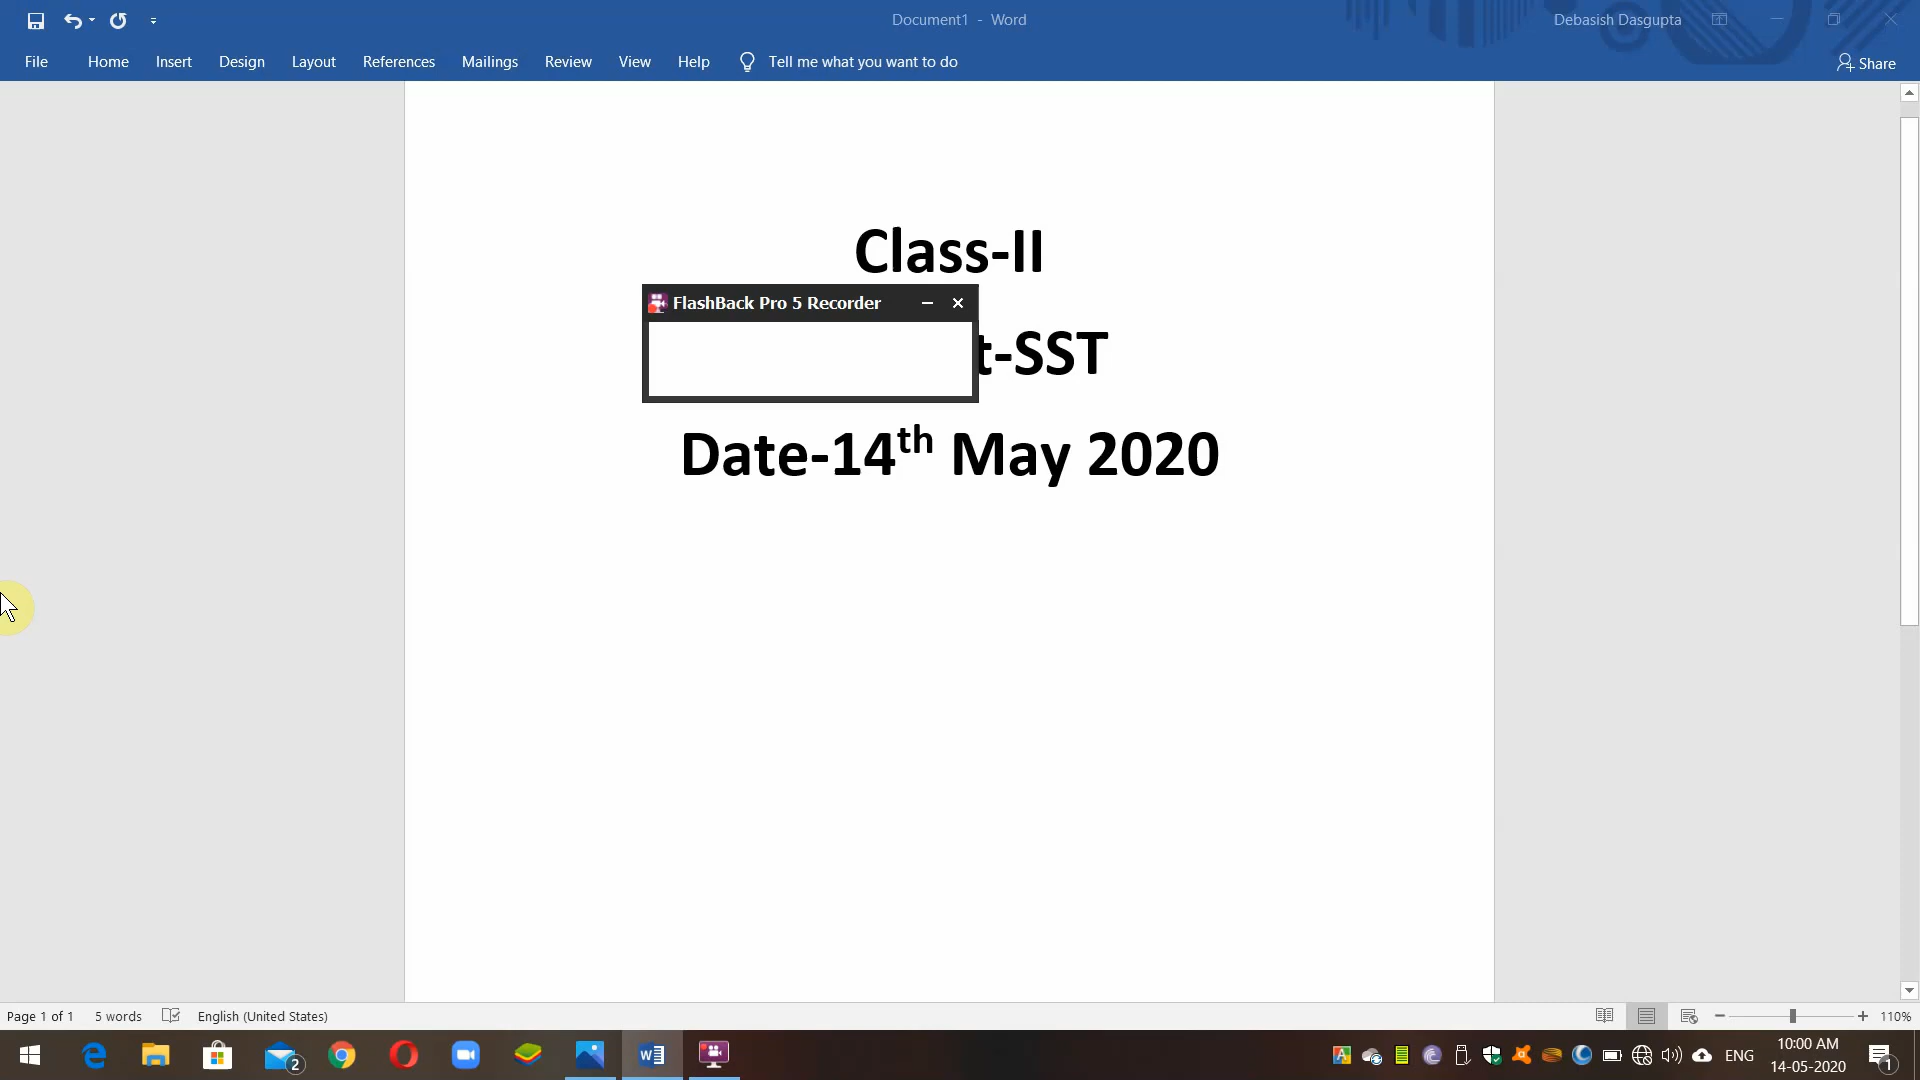 Document1 - Word
Debasish Dasgupta
File Home Insert Design Layout References Mailings Review View Help Tell me what you want to do
Share
Class-II
FlashBack Pro 5 Recorder
t-SST
Date-14th May 2020
Page 1 of 1 5 words English (United States)
110%
2
ENG
10:00 AM
14-05-2020
1